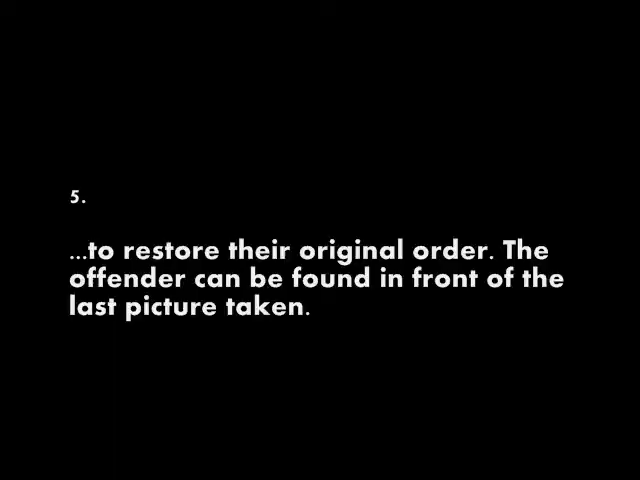 5.
...to restore their original order. The
offender can be found in front of the
last picture taken.